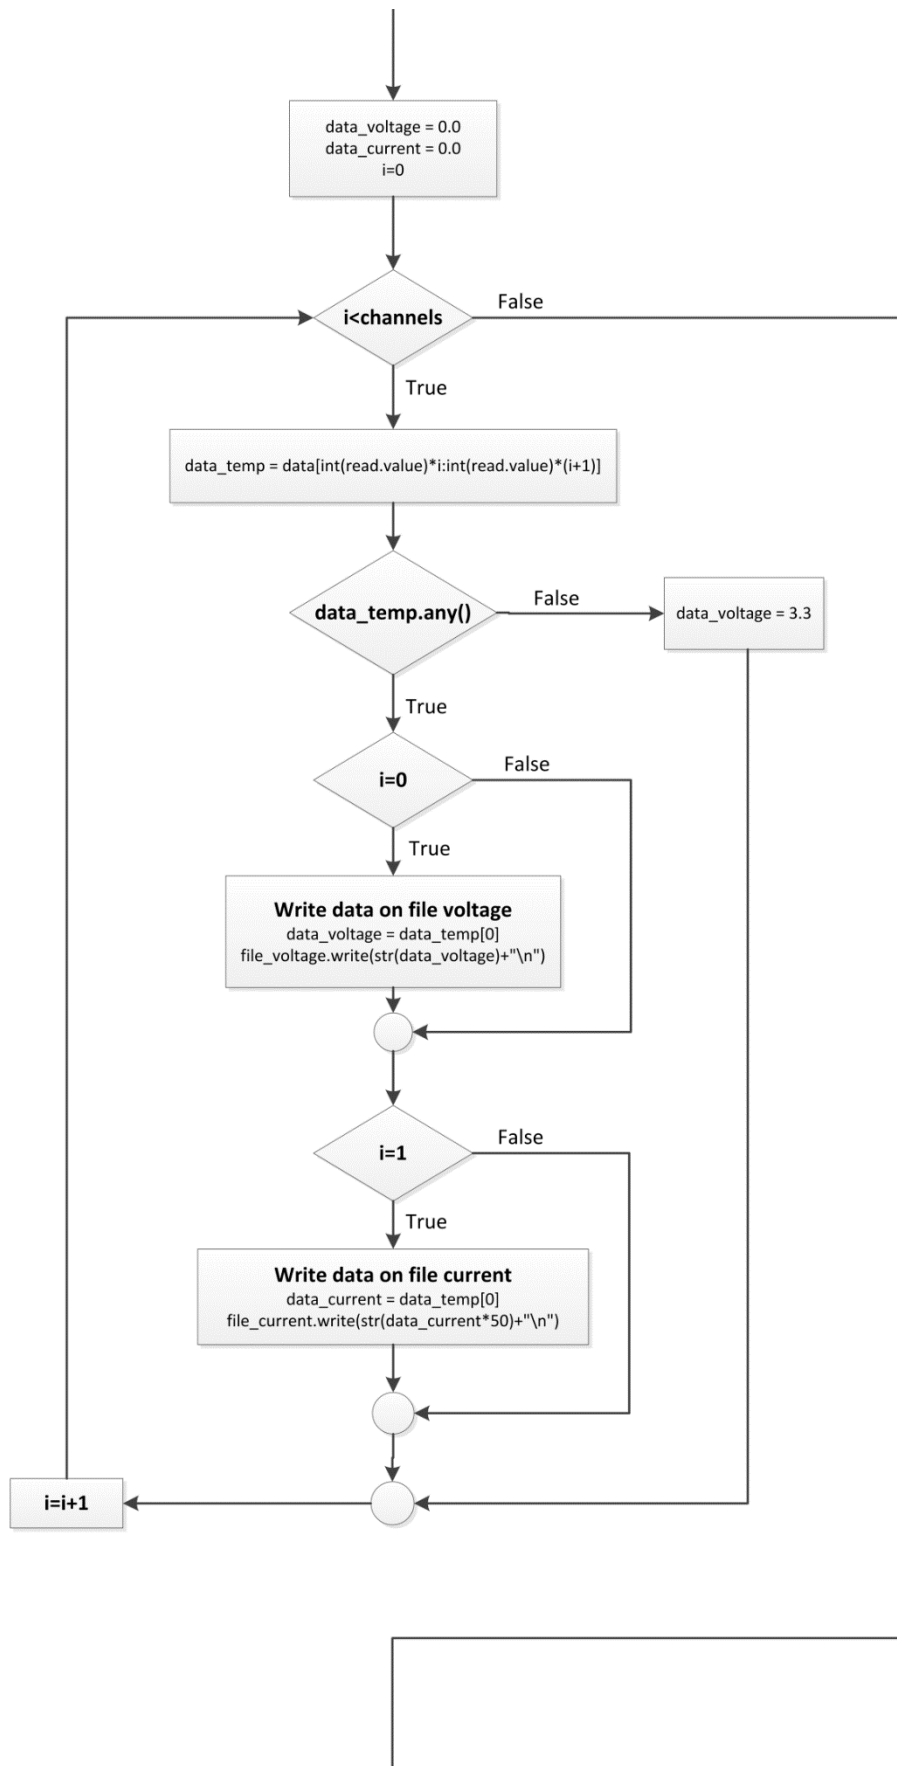 data_voltage = 0.0
data_current = 0.0
i=0
i<channels
False
True
data_temp = data[int(read.value)*i:int(read.value)*(i+1)]
data_temp.any()
False
data_voltage = 3.3
True
i=0
False
True
Write data on file voltage
data_voltage = data_temp[0]
file_voltage.write(str(data_voltage)+"\n")
i=1
False
True
Write data on file current
data_current = data_temp[0]
file_current.write(str(data_current*50)+"\n")
i=i+1